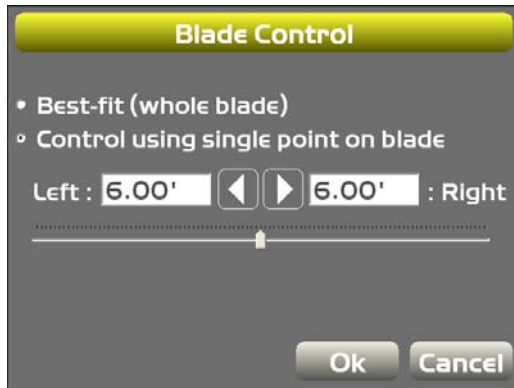 Blade Control
Best-fit (whole blade)
Control using single point on blade
Left : 6.00' 6.00' : Right
Ok Cancel